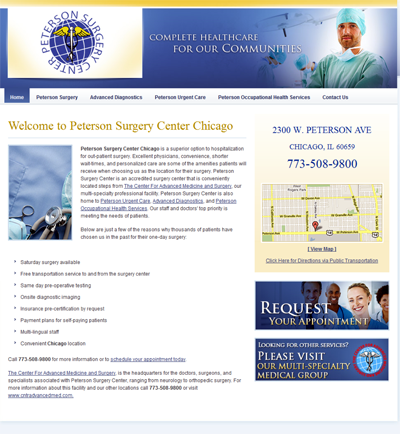 PETERSON SURGERY CENTER
COMPLETE HEALTHCARE
FOR OUR COMMUNITIES
Home Peterson Surgery Advanced Diagnostics Peterson Urgent Care Peterson Occupational Health Services Contact Us
Welcome to Peterson Surgery Center Chicago
Peterson Surgery Center Chicago is a superior option to hospitalization
for out-patient surgery. Excellent physicians, convenience, shorter
wait-times, and personalized care are some of the amenities patients will
receive when choosing us as the location for their surgery. Peterson
Surgery Center is an accredited surgery center that is conveniently
located steps from The Center For Advanced Medicine and Surgery, our
multi-specialty professional facility. Peterson Surgery Center is also
home to Peterson Urgent Care, Advanced Diagnostics, and Peterson
Occupational Health Services. Our staff and doctors' top priority is
meeting the needs of patients.
Below are just a few of the reasons why thousands of patients have
chosen us in the past for their one-day surgery:
Saturday surgery available
Free transportation service to and from the surgery center
Same day pre-operative testing
Onsite diagnostic imaging
Insurance pre-certification by request
Payment plans for self-paying patients
Multi-lingual staff
Convenient Chicago location
Call 773-508-9800 for more information or to schedule your appointment today.
The Center For Advanced Medicine and Surgery, is the headquarters for the doctors, surgeons, and
specialists associated with Peterson Surgery Center, ranging from neurology to orthopedic surgery. For
more information about this facility and our other locations call 773-508-9800 or visit
www.cntradvancedmed.com.
2300 W. PETERSON AVE
CHICAGO, IL 60659
773-508-9800
[ View Map ]
Click Here for Directions via Public Transportation
REQUEST
YOUR APPOINTMENT
LOOKING FOR OTHER SERVICES?
PLEASE VISIT
OUR MULTI-SPECIALTY
MEDICAL GROUP